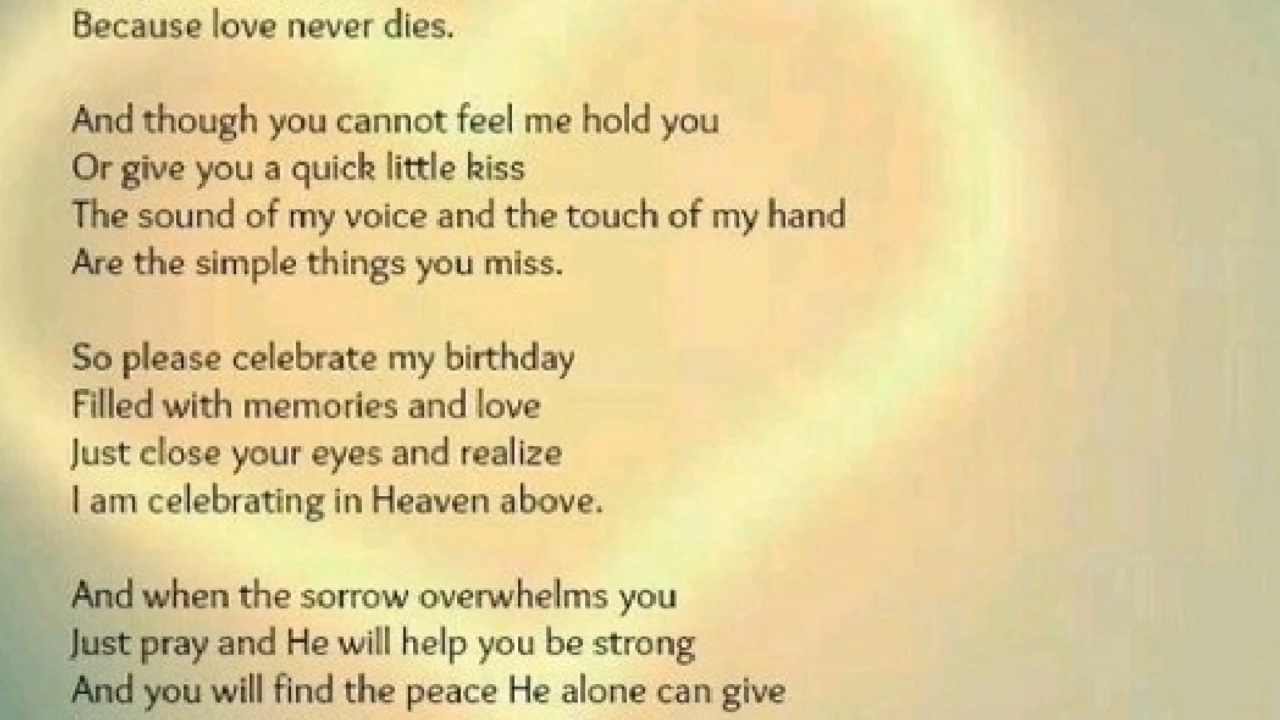 Because love never dies.
And though you cannot feel me hold you
Or give you a quick little kiss
The sound of my voice and the touch of my hand
Are the simple things you miss.
So please celebrate my birthday
Filled with memories and love
Just close your eyes and realize
I am celebrating in Heaven above.
And when the sorrow overwhelms you
Just pray and He will help you be strong
And you will find the peace He alone can give